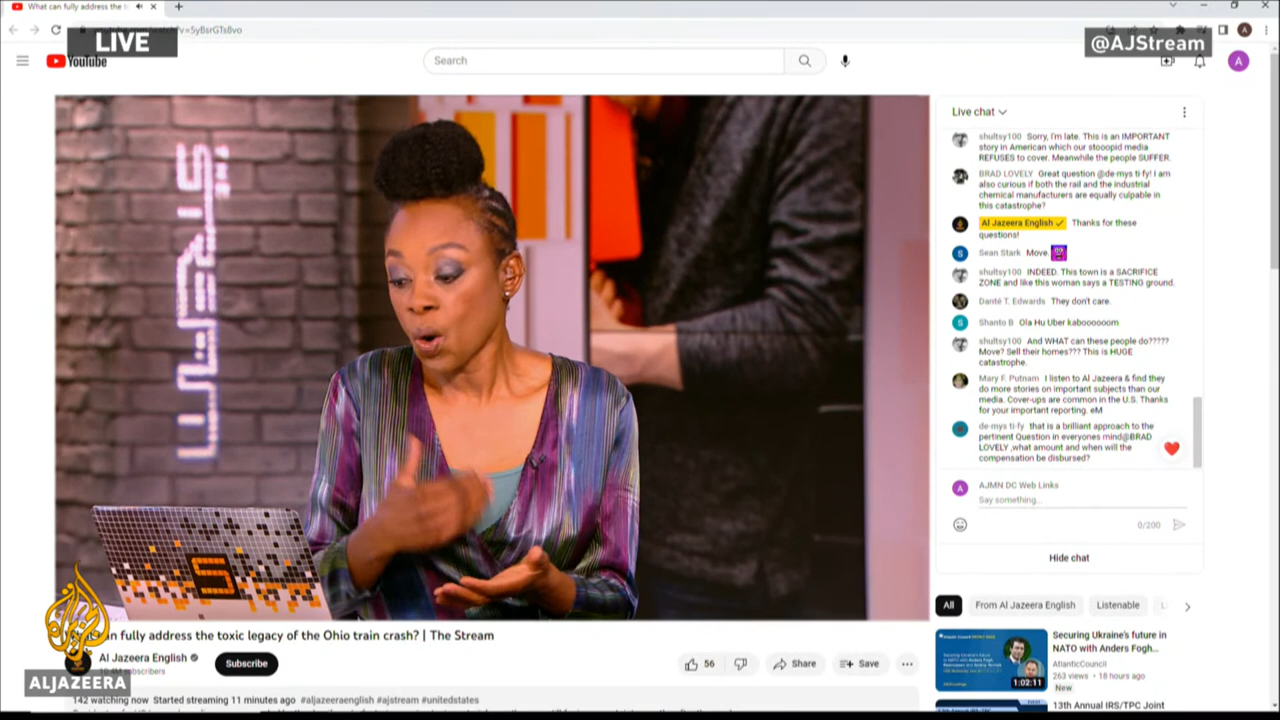 What can fully address the t
LIVE
@AJStream
YouTube
Search
A
Live chat
shultsy100 Sorry, I'm late. This is an IMPORTANT
story in American which our stooopid media
REFUSES to cover. Meanwhile the people SUFFER.
BRAD LOVELY Great question @de-mys ti-fy! I am
also curious if both the rail and the industrial
chemical manufacturers are equally culpable in
this catastrophe?
Al Jazeera English Thanks for these
questions!
S Sean Stark Move.
shultsy100 INDEED. This town is a SACRIFICE
ZONE and like this woman says a TESTING ground.
Danté T. Edwards They don't care.
S Shanto B Ola Hu Uber kaboooooom
shultsy100 And WHAT can these people do?????
Move? Sell their homes??? This is HUGE
catastrophe.
Mary F. Putnam I listen to Al Jazeera & find they
do more stories on important subjects than our
media. Cover-ups are common in the U.S. Thanks
for your important reporting. eM
de-mys ti-fy that is a brilliant approach to the
pertinent Question in everyones mind@BRAD
LOVELY ,what amount and when will the
compensation be disbursed?
A AJMN DC Web Links
Say something...
0/200
Hide chat
S
fully address the toxic legacy of the Ohio train crash? | The Stream
Al Jazeera English
subscribers
Subscribe
Share
Save
ALJAZEERA
142 watching now Started streaming 11 minutes ago #aljazeeraenglish #ajstream #unitedstates
All
From Al Jazeera English
Listenable
Securing Ukraine's future in
NATO with Anders Fogh...
AtlanticCouncil
263 views • 18 hours ago
New
1:02:11
13th Annual IRS/TPC Joint